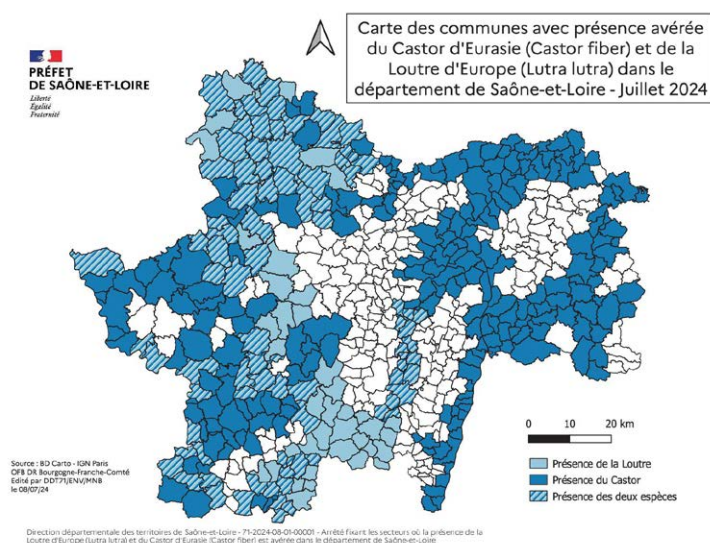 Carte des communes avec présence avérée
du Castor d'Eurasie (Castor fiber) et de la
Loutre d'Europe (Lutra lutra) dans le
département de Saône-et-Loire - Juillet 2024
PRÉFET
DE SAÔNE-ET-LOIRE
Liberté
Égalité
Fraternité
0 10 20 km
Présence de la Loutre
Présence du Castor
Présence des deux espèces
Source : BD Carto - IGN Paris
OFB DR Bourgogne-Franche-Comté
Edité par DDT71/ENV/MNB
le 08/07/24
Direction départementale des territoires de Saône-et-Loire - 71-2024-08-01-00001 - Arrêté fixant les secteurs où la présence de la
Loutre d'Europe (Lutra lutra) et du Castor d'Eurasie (Castor fiber) est avérée dans le département de Saône-et-Loire